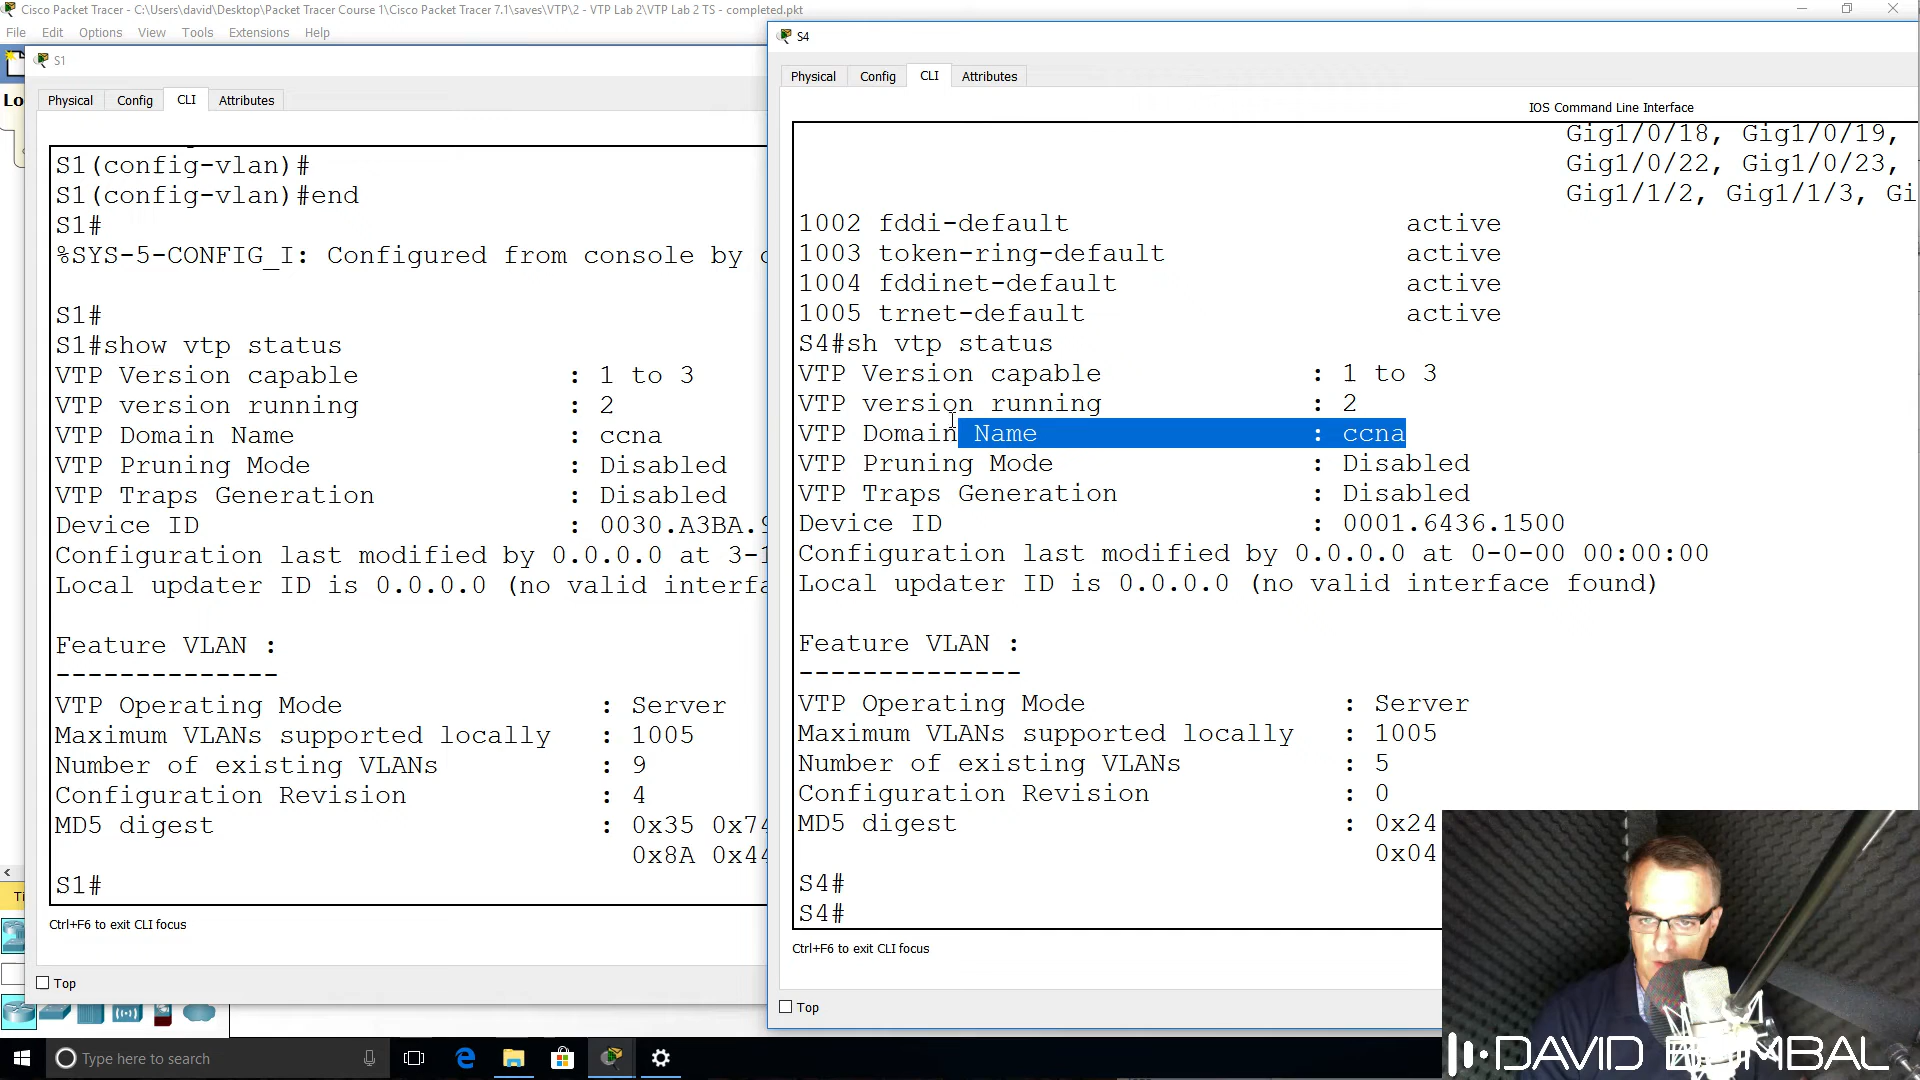 Cisco Packet Tracer - C:\Users\david\Desktop\Packet Tracer Course 1\Cisco Packet Tracer 7.1\saves\VTP\2 - VTP Lab 2\VTP Lab 2 TS - completed.pkt
File Edit Options View Tools Extensions Help
S1
Physical Config CLI Attributes
S1(config-vlan)#
S1(config-vlan)#end
S1#
%SYS-5-CONFIG_I: Configured from console by
S1#
S1#show vtp status
VTP Version capable : 1 to 3
VTP version running : 2
VTP Domain Name : ccna
VTP Pruning Mode : Disabled
VTP Traps Generation : Disabled
Device ID : 0030.A3BA.
Configuration last modified by 0.0.0.0 at 3-1
Local updater ID is 0.0.0.0 (no valid interfa
Feature VLAN :
--------------
VTP Operating Mode : Server
Maximum VLANs supported locally : 1005
Number of existing VLANs : 9
Configuration Revision : 4
MD5 digest : 0x35 0x74
0x8A 0x44
S1#
Ctrl+F6 to exit CLI focus
Top
S4
Physical Config CLI Attributes
IOS Command Line Interface
Gig1/0/18, Gig1/0/19,
Gig1/0/22, Gig1/0/23,
Gig1/1/2, Gig1/1/3, Gi
1002 fddi-default active
1003 token-ring-default active
1004 fddinet-default active
1005 trnet-default active
S4#sh vtp status
VTP Version capable : 1 to 3
VTP version running : 2
VTP Domain Name : ccna
VTP Pruning Mode : Disabled
VTP Traps Generation : Disabled
Device ID : 0001.6436.1500
Configuration last modified by 0.0.0.0 at 0-0-00 00:00:00
Local updater ID is 0.0.0.0 (no valid interface found)
Feature VLAN :
--------------
VTP Operating Mode : Server
Maximum VLANs supported locally : 1005
Number of existing VLANs : 5
Configuration Revision : 0
MD5 digest : 0x24
0x04
S4#
S4#
Ctrl+F6 to exit CLI focus
Top
Lo
Ti
Type here to search
DAVID BOMBAL